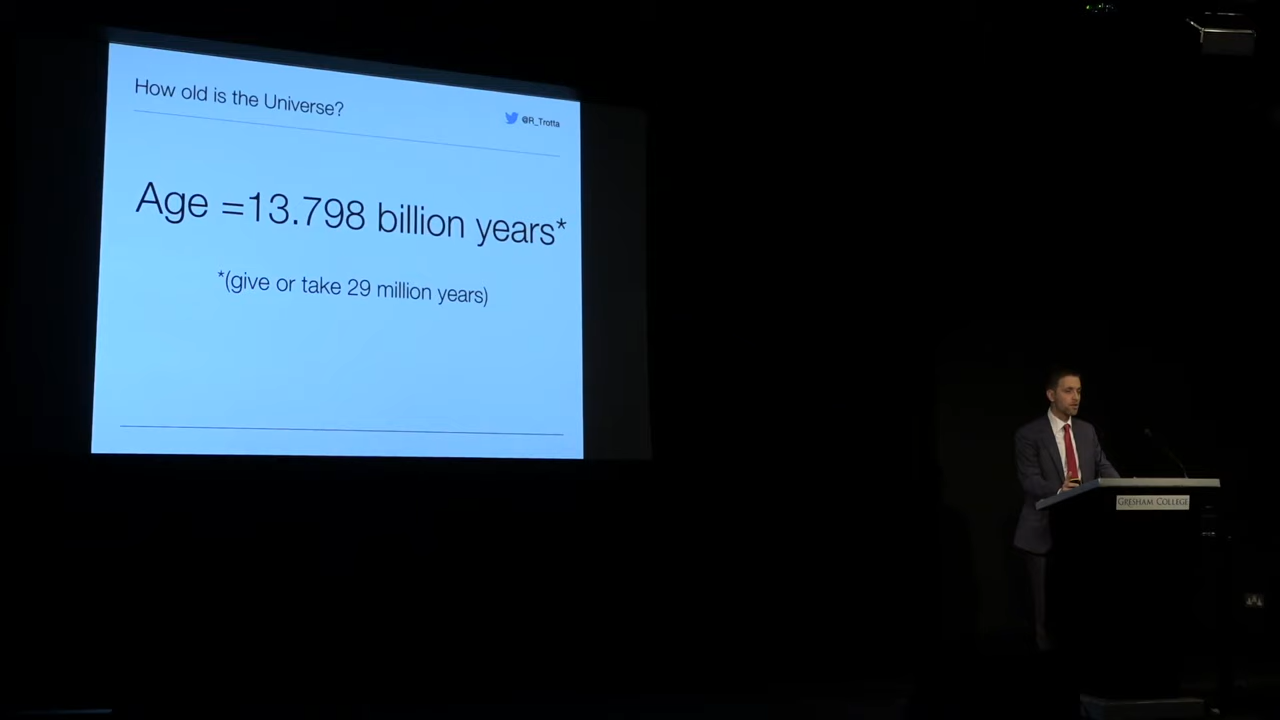 How old is the Universe?
@R_Trotta
Age =13.798 billion years*
*(give or take 29 million years)
GRESHAM COLLEGE